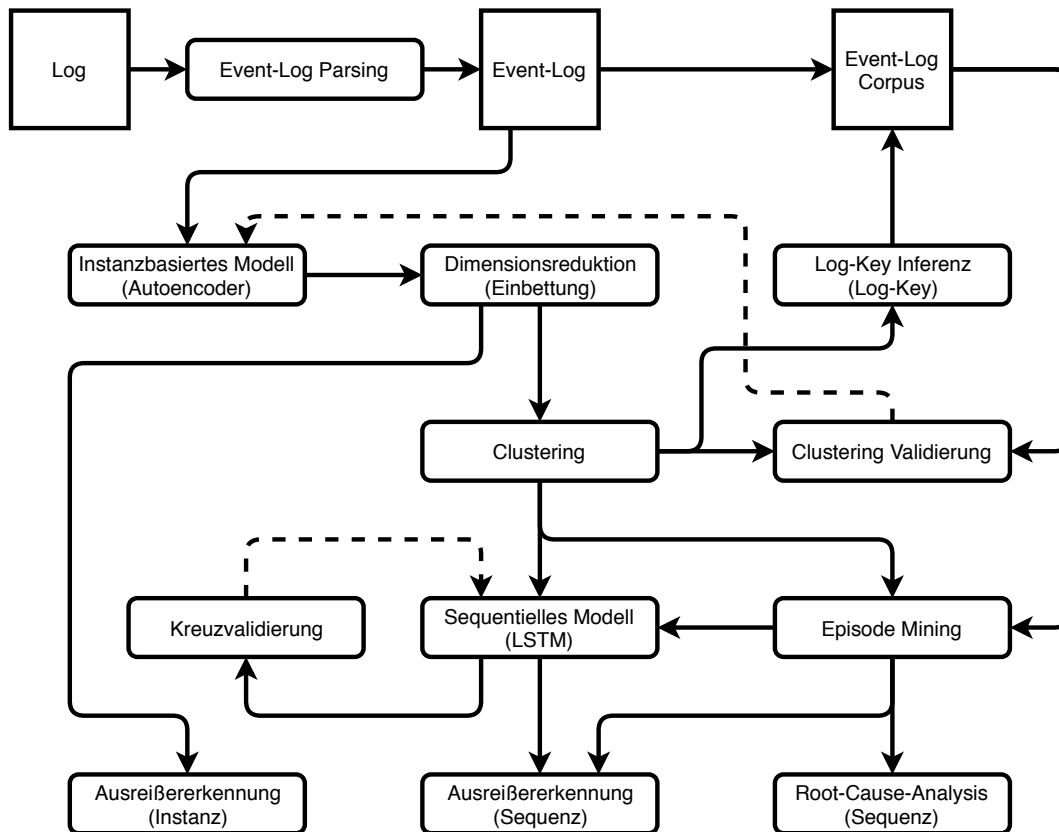 Log
Event-Log Parsing
Event-Log
Event-Log
Corpus
Instanzbasiertes Modell
(Autoencoder)
Dimensionsreduktion
(Einbettung)
Log-Key Inferenz
(Log-Key)
Clustering
Clustering Validierung
Kreuzvalidierung
Sequentielles Modell
(LSTM)
Episode Mining
Ausreißererkennung
(Instanz)
Ausreißererkennung
(Sequenz)
Root-Cause-Analysis
(Sequenz)